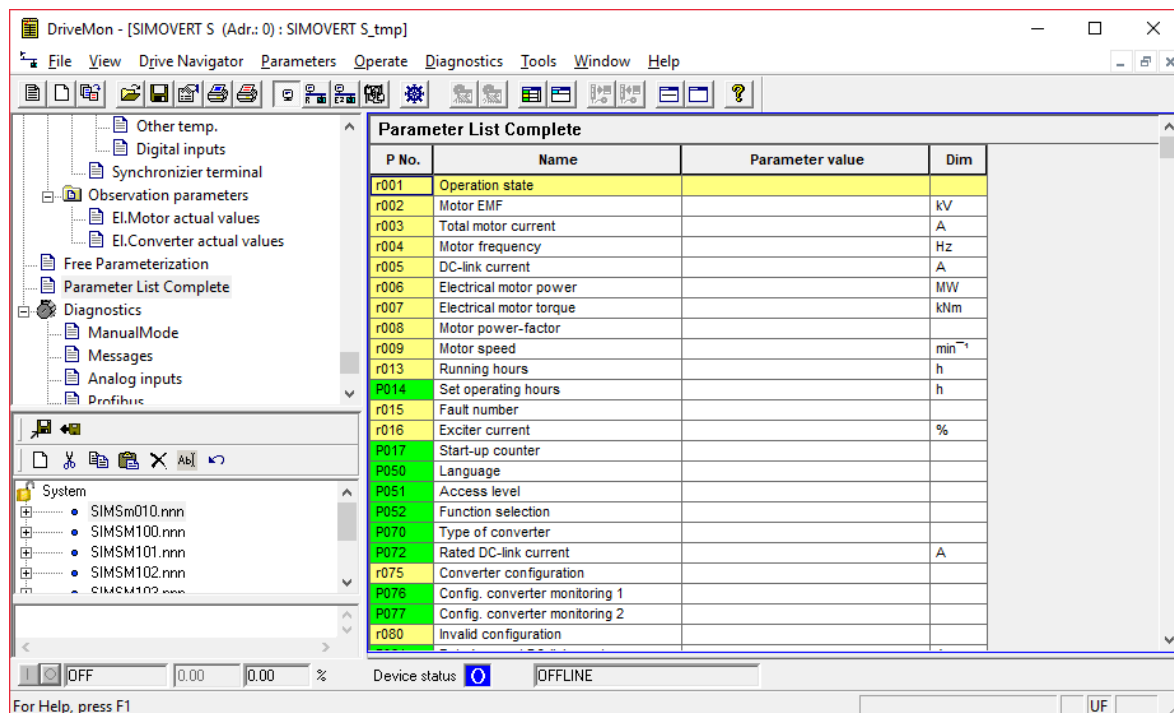 DriveMon - [SIMOVERT S (Adr.: 0) : SIMOVERT S_tmp]
File View Drive Navigator Parameters Operate Diagnostics Tools Window Help
Other temp.
Digital inputs
Synchronizier terminal
Observation parameters
El.Motor actual values
El.Converter actual values
Free Parameterization
Parameter List Complete
Diagnostics
ManualMode
Messages
Analog inputs
Profibus
System
SIMSm010.nnn
SIMSM100.nnn
SIMSM101.nnn
SIMSM102.nnn
SIMSM103.nnn
Parameter List Complete
P No. Name Parameter value Dim
r001 Operation state
r002 Motor EMF kV
r003 Total motor current A
r004 Motor frequency Hz
r005 DC-link current A
r006 Electrical motor power MW
r007 Electrical motor torque kNm
r008 Motor power-factor
r009 Motor speed min⁻¹
r013 Running hours h
P014 Set operating hours h
r015 Fault number
r016 Exciter current %
P017 Start-up counter
P050 Language
P051 Access level
P052 Function selection
P070 Type of converter
P072 Rated DC-link current A
r075 Converter configuration
P076 Config. converter monitoring 1
P077 Config. converter monitoring 2
r080 Invalid configuration
OFF 0.00 0.00 % Device status OFFLINE
For Help, press F1 UF